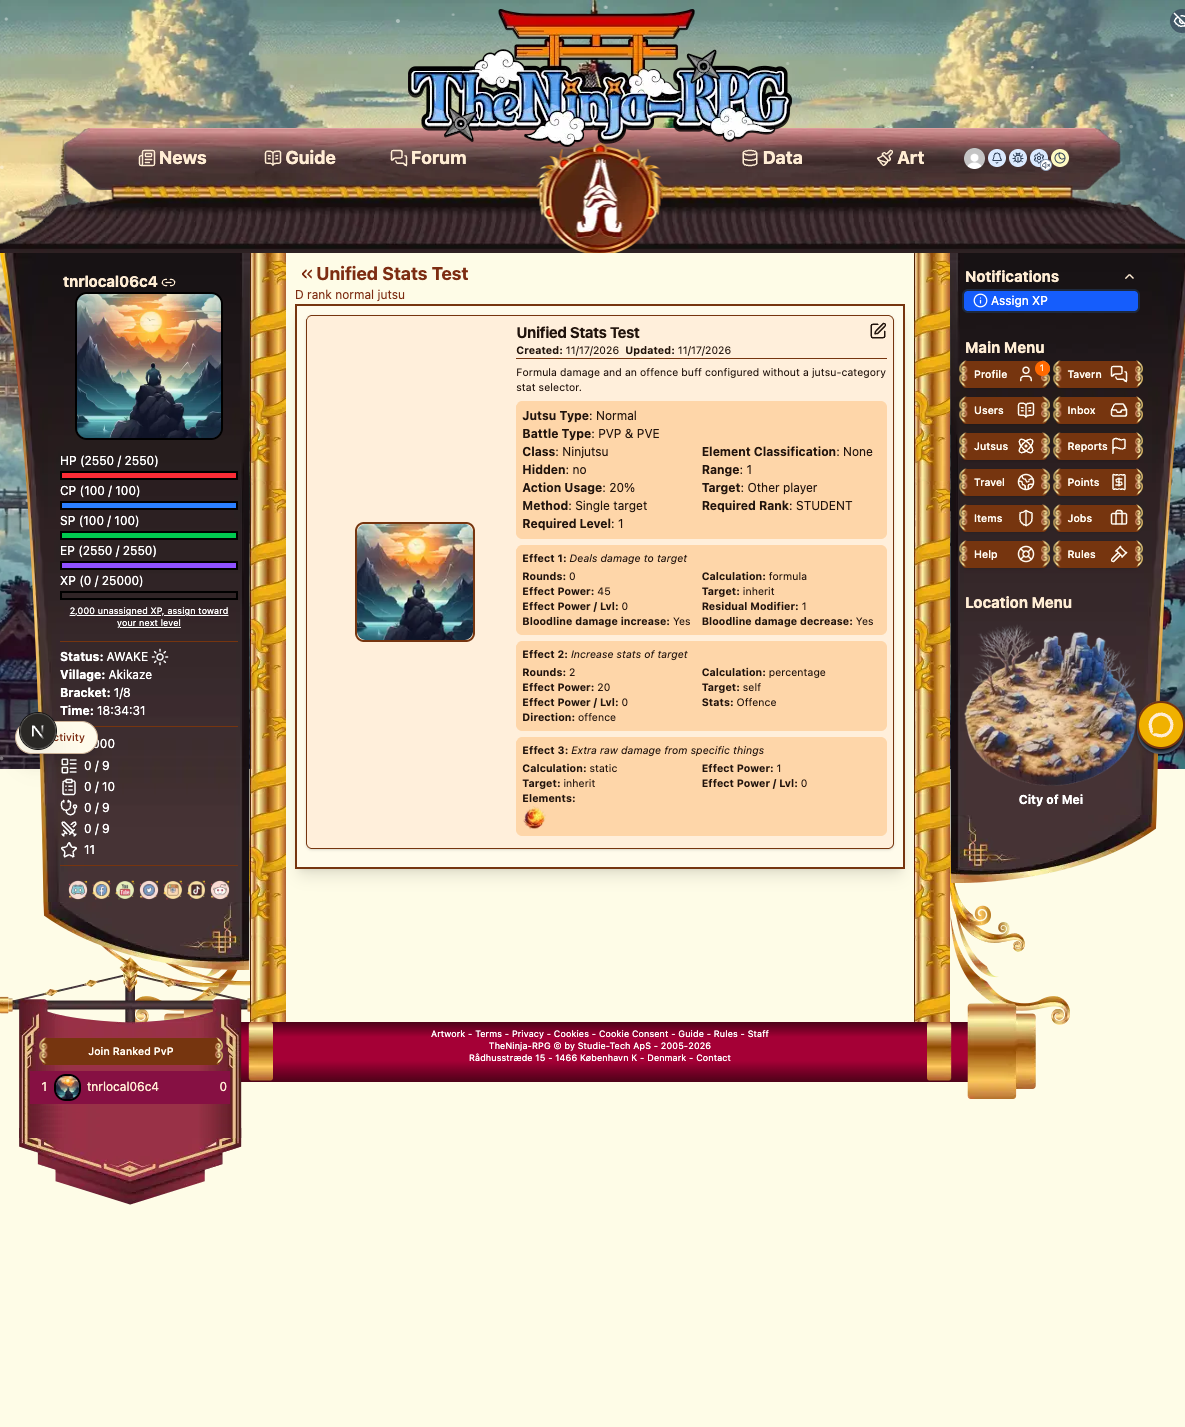 TheNinja-RPG
News
Guide
Forum
Data
Art
tnrlocal06c4
HP (2550 / 2550)
CP (100 / 100)
SP (100 / 100)
EP (2550 / 2550)
XP (0 / 25000)
2,000 unassigned XP, assign toward
your next level
Status: AWAKE
Village: Akikaze
Bracket: 1/8
Time: 18:34:31
N
0 / 9
0 / 10
0 / 9
0 / 9
11
Join Ranked PvP
1 tnrlocal06c4 0
« Unified Stats Test
D rank normal jutsu
Unified Stats Test
Created: 11/17/2026 Updated: 11/17/2026
Formula damage and an offence buff configured without a jutsu-category
stat selector.
Jutsu Type: Normal
Battle Type: PVP & PVE
Class: Ninjutsu Element Classification: None
Hidden: no Range: 1
Action Usage: 20% Target: Other player
Method: Single target Required Rank: STUDENT
Required Level: 1
Effect 1: Deals damage to target
Rounds: 0 Calculation: formula
Effect Power: 45 Target: inherit
Effect Power / Lvl: 0 Residual Modifier: 1
Bloodline damage increase: Yes Bloodline damage decrease: Yes
Effect 2: Increase stats of target
Rounds: 2 Calculation: percentage
Effect Power: 20 Target: self
Effect Power / Lvl: 0 Stats: Offence
Direction: offence
Effect 3: Extra raw damage from specific things
Calculation: static Effect Power: 1
Target: inherit Effect Power / Lvl: 0
Elements:
Notifications
Assign XP
Main Menu
Profile 1 Tavern
Users Inbox
Jutsus Reports
Travel Points
Items Jobs
Help Rules
Location Menu
City of Mei
Artwork - Terms - Privacy - Cookies - Cookie Consent - Guide - Rules - Staff
TheNinja-RPG © by Studie-Tech ApS - 2005-2026
Rådhusstræde 15 - 1466 København K - Denmark - Contact